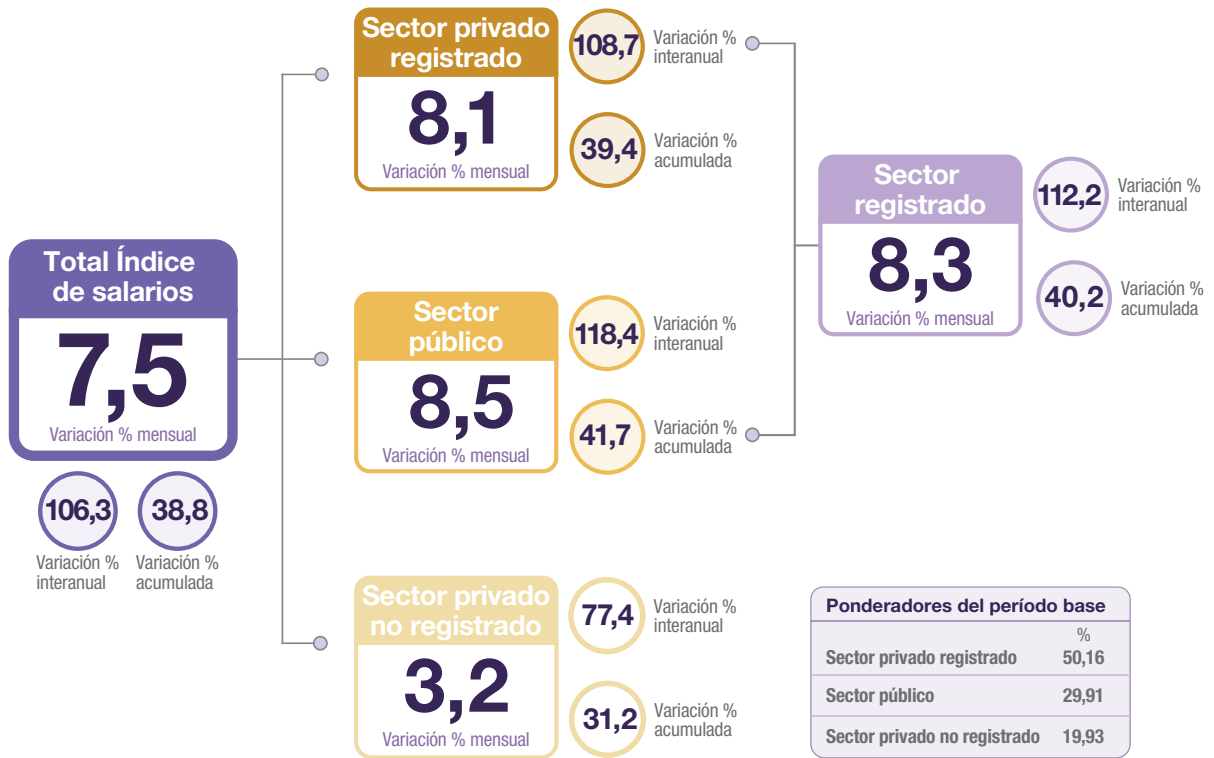 Total Índice
de salarios
7,5
Variación % mensual
106,3
Variación %
interanual
38,8
Variación %
acumulada
Sector privado
registrado
8,1
Variación % mensual
108,7
Variación %
interanual
39,4
Variación %
acumulada
Sector
público
8,5
Variación % mensual
118,4
Variación %
interanual
41,7
Variación %
acumulada
Sector privado
no registrado
3,2
Variación % mensual
77,4
Variación %
interanual
31,2
Variación %
acumulada
Sector
registrado
8,3
Variación % mensual
112,2
Variación %
interanual
40,2
Variación %
acumulada
Ponderadores del período base
%
Sector privado registrado 50,16
Sector público 29,91
Sector privado no registrado 19,93